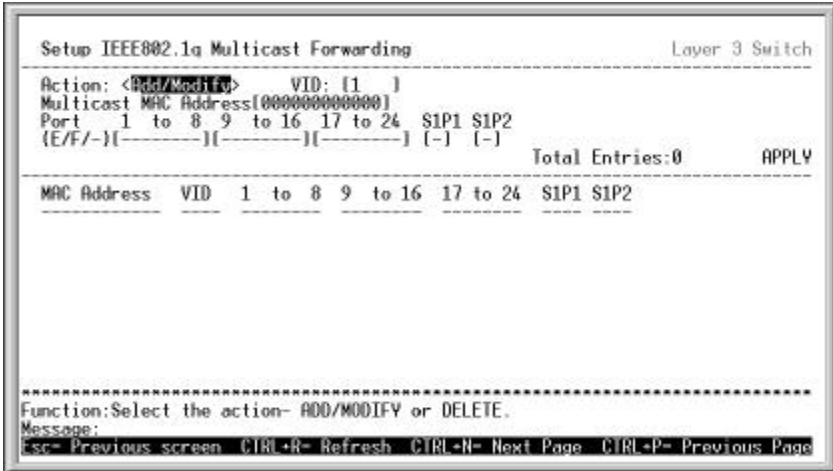 Setup IEEE802.1q Multicast Forwarding Layer 3 Switch
Action: <Add/Modify> VID: [1 ]
Multicast MAC Address[000000000000]
Port 1 to 8 9 to 16 17 to 24 S1P1 S1P2
(E/F/-)[--------][--------][--------] [-] [-]
Total Entries:0 APPLY
MAC Address VID 1 to 8 9 to 16 17 to 24 S1P1 S1P2
Function:Select the action- ADD/MODIFY or DELETE.
Message:
Esc= Previous screen CTRL+R= Refresh CTRL+N= Next Page CTRL+P= Previous Page